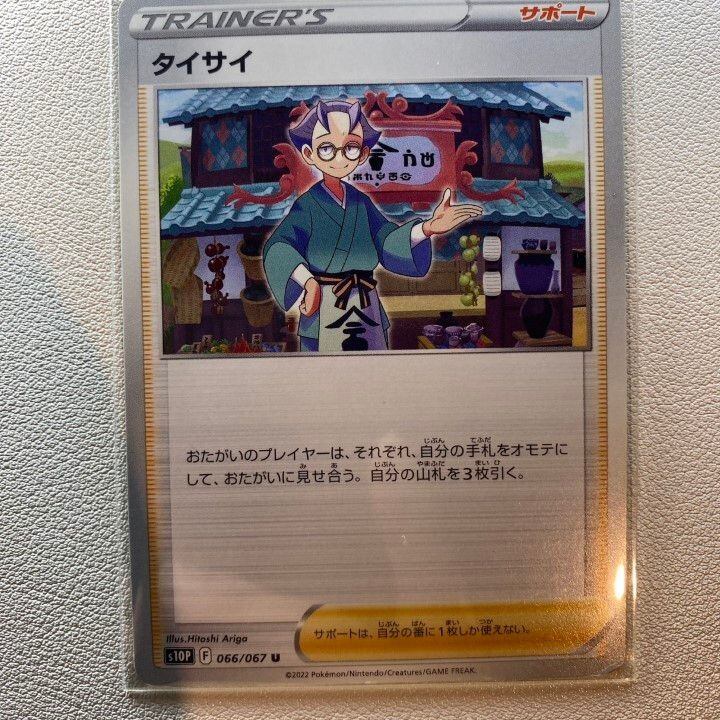 TRAINER'S
サポート
タイサイ
おたがいのプレイヤーは、それぞれ、自分の手札をオモテに
して、おたがいに見せ合う。自分の山札を3枚引く。
サポートは、自分の番に1枚しか使えない。
Illus.Hitoshi Ariga
s10P F 066/067 U
©2022 Pokémon/Nintendo/Creatures/GAME FREAK.